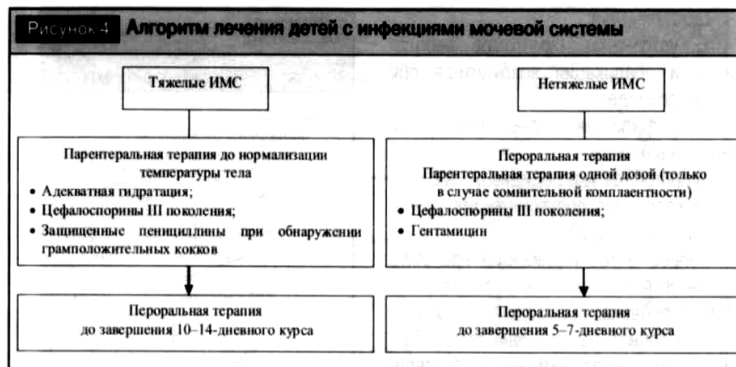 Рисунок 4 Алгоритм лечения детей с инфекциями мочевой системы
Тяжелые ИМС
Парентеральная терапия до нормализации
температуры тела
• Адекватная гидратация;
• Цефалоспорины III поколения;
• Защищенные пенициллины при обнаружении
грамположительных кокков
Пероральная терапия
до завершения 10–14-дневного курса
Нетяжелые ИМС
Пероральная терапия
Парентеральная терапия одной дозой (только
в случае сомнительной комплаентности)
• Цефалоспорины III поколения;
• Гентамицин
Пероральная терапия
до завершения 5–7-дневного курса